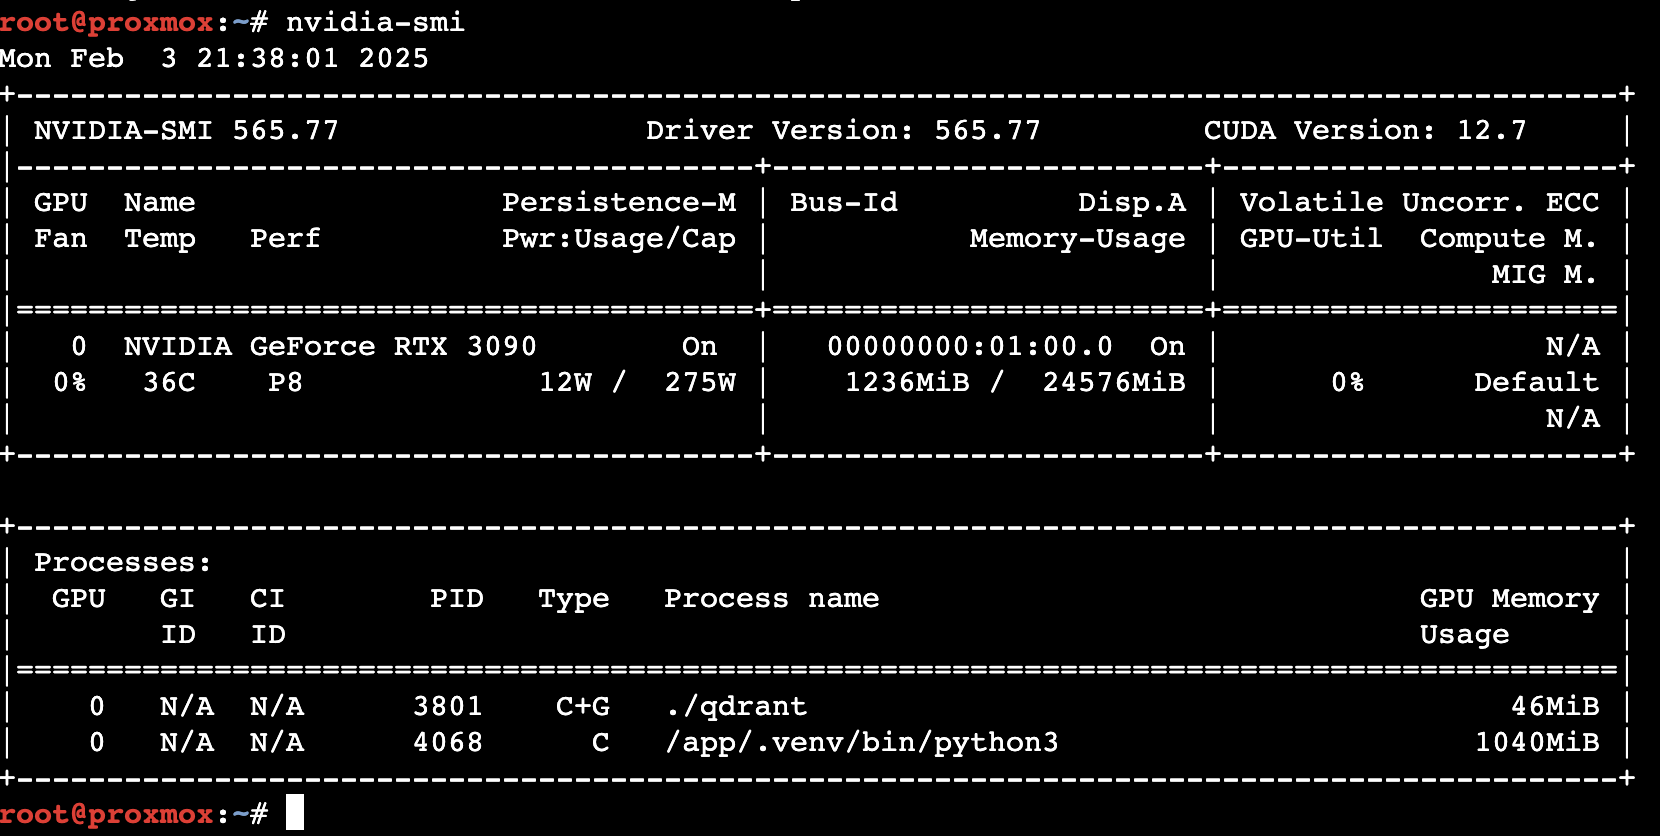 root@proxmox:~# nvidia-smi
Mon Feb  3 21:38:01 2025
+-----------------------------------------------------------------------------------------+
| NVIDIA-SMI 565.77                 Driver Version: 565.77         CUDA Version: 12.7     |
|-----------------------------------------+------------------------+----------------------+
| GPU  Name                 Persistence-M | Bus-Id          Disp.A | Volatile Uncorr. ECC |
| Fan  Temp   Perf          Pwr:Usage/Cap |           Memory-Usage | GPU-Util  Compute M. |
|                                         |                        |               MIG M. |
|=========================================+========================+======================|
|   0  NVIDIA GeForce RTX 3090        On  |   00000000:01:00.0  On |                  N/A |
|  0%   36C    P8             12W /  275W |    1236MiB /  24576MiB |      0%      Default |
|                                         |                        |                  N/A |
+-----------------------------------------+------------------------+----------------------+
+-----------------------------------------------------------------------------------------+
| Processes:                                                                              |
|  GPU   GI   CI        PID   Type   Process name                              GPU Memory |
|        ID   ID                                                               Usage      |
|=========================================================================================|
|    0   N/A  N/A      3801    C+G   ./qdrant                                       46MiB |
|    0   N/A  N/A      4068      C   /app/.venv/bin/python3                       1040MiB |
+-----------------------------------------------------------------------------------------+
root@proxmox:~#